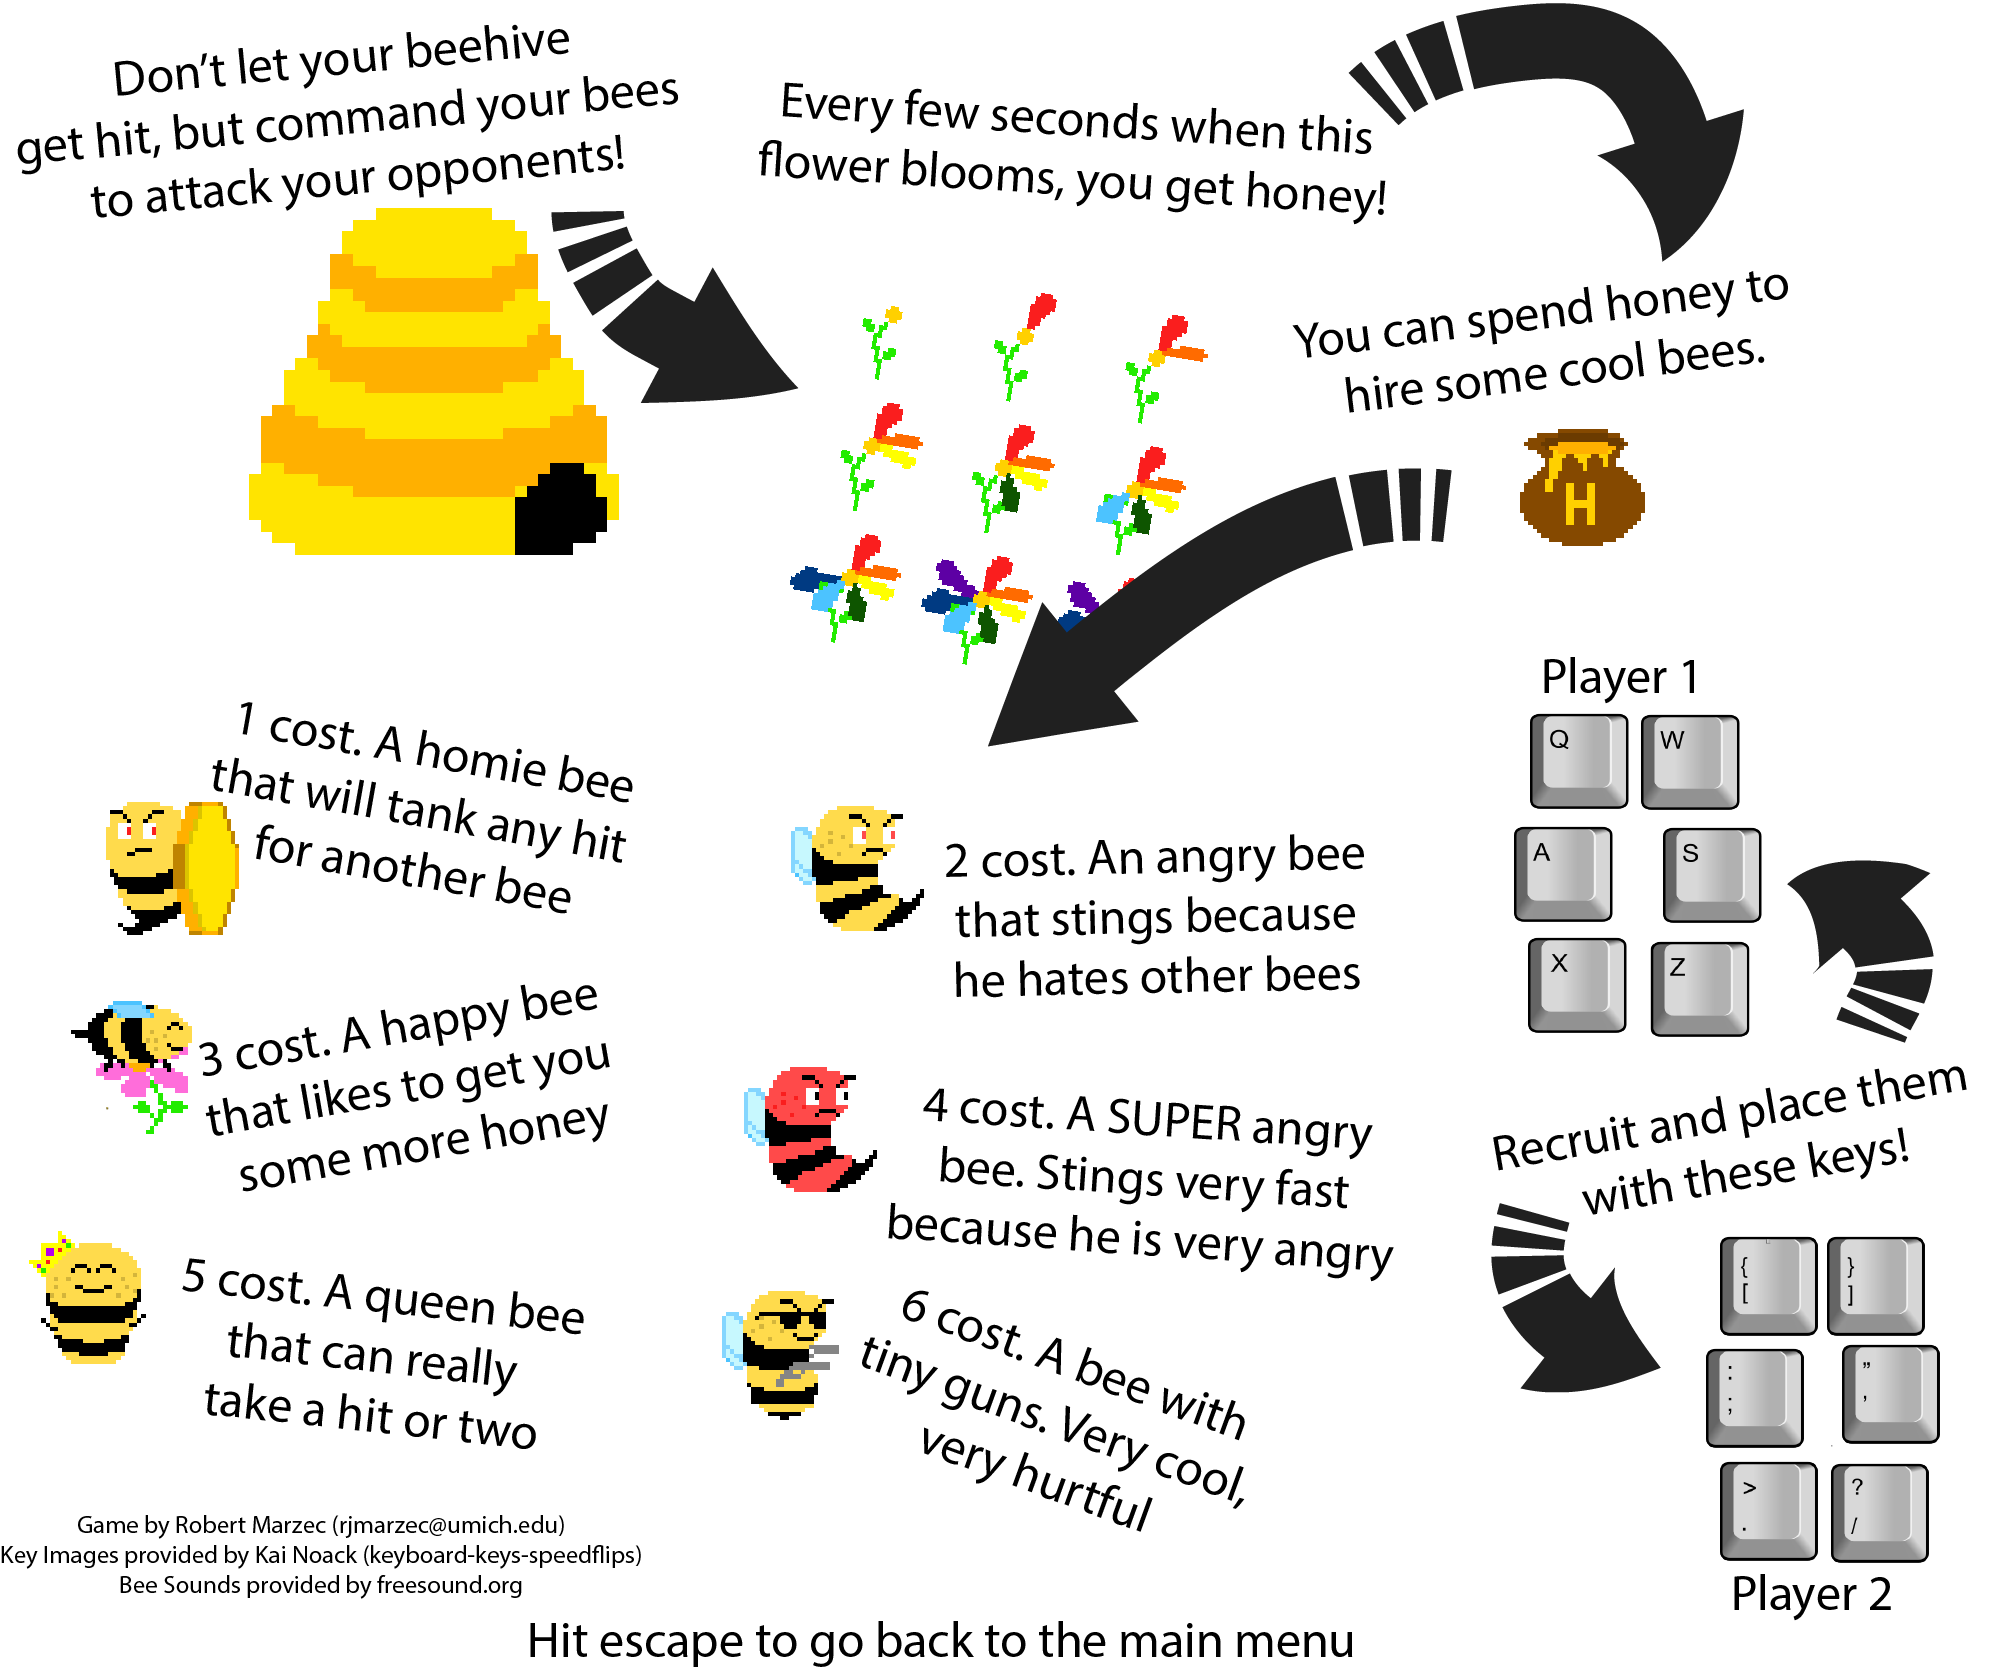 Don't let your beehive
get hit, but command your bees
to attack your opponents!
Every few seconds when this
flower blooms, you get honey!
You can spend honey to
hire some cool bees.
H
1 cost. A homie bee
that will tank any hit
for another bee
2 cost. An angry bee
that stings because
he hates other bees
3 cost. A happy bee
that likes to get you
some more honey
4 cost. A SUPER angry
bee. Stings very fast
because he is very angry
5 cost. A queen bee
that can really
take a hit or two
6 cost. A bee with
tiny guns. Very cool,
very hurtful
Player 1
Q W
A S
X Z
Recruit and place them
with these keys!
{ }
[ ]
: ”
; ,
> ?
. /
Player 2
Game by Robert Marzec (rjmarzec@umich.edu)
Key Images provided by Kai Noack (keyboard-keys-speedflips)
Bee Sounds provided by freesound.org
Hit escape to go back to the main menu